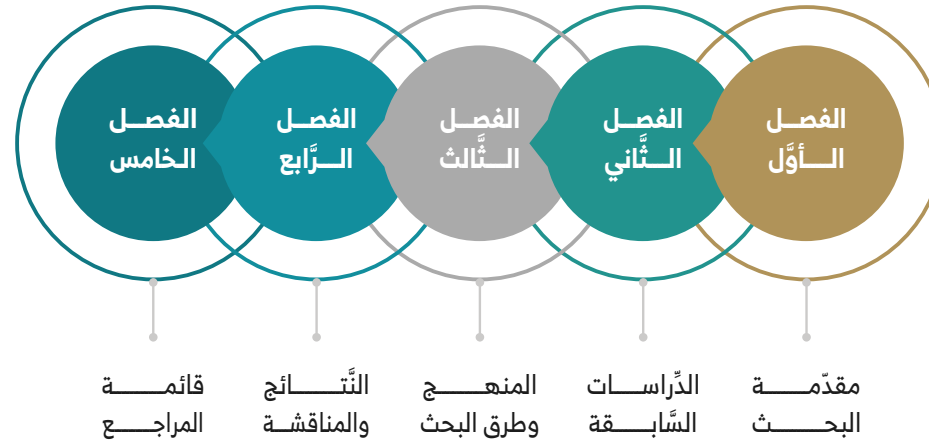 الفصل
الأوَّل
الفصل
الثَّاني
الفصل
الثَّالث
الفصل
الرَّابع
الفصل
الخامس
مقدّمة
البحث
الدِّراسات
السَّابقة
المنهج
وطرق البحث
النَّتائج
والمناقشة
قائمة
المراجع